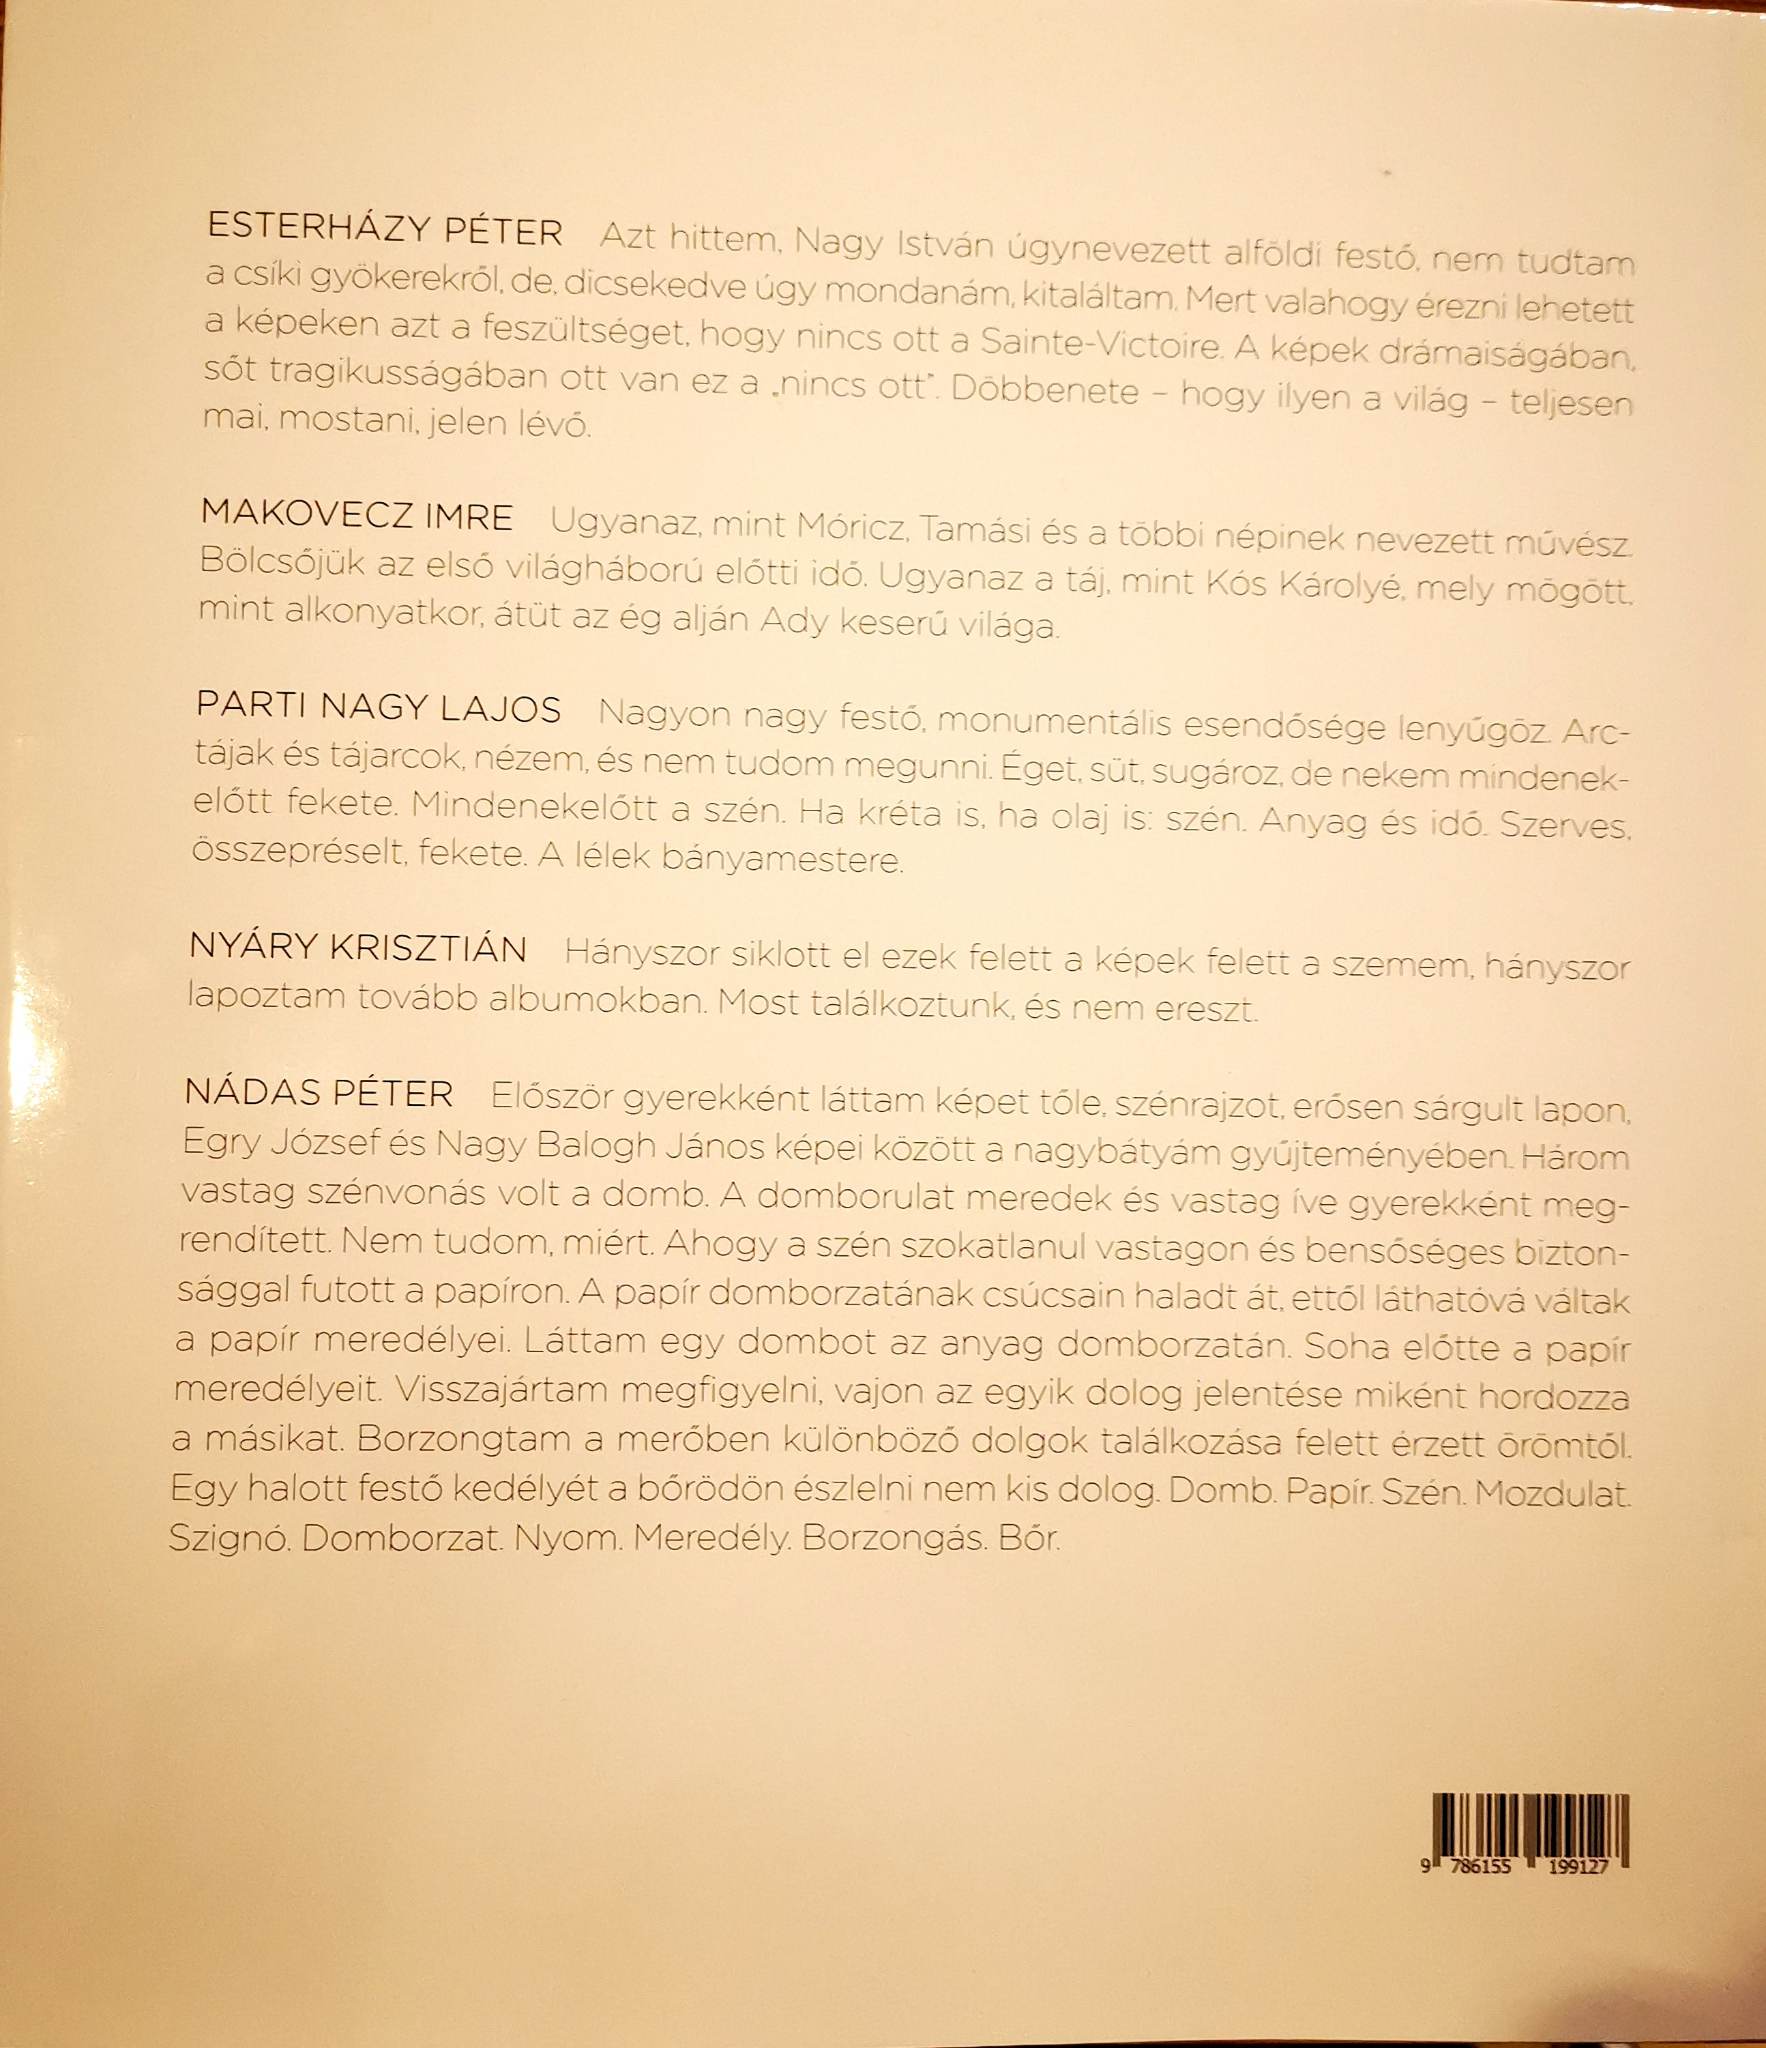 ESTERHÁZY PÉTER Azt hittem, Nagy István úgynevezett alföldi festő, nem tudtam
a csíki gyökerekről, de, dicsekedve úgy mondanám, kitaláltam. Mert valahogy érezni lehetett
a képeken azt a feszültséget, hogy nincs ott a Sainte-Victoire. A képek drámaiságában,
sőt tragikusságában ott van ez a „nincs ott”. Döbbenete – hogy ilyen a világ – teljesen
mai, mostani, jelen lévő.
MAKOVECZ IMRE Ugyanaz, mint Móricz, Tamási és a többi népinek nevezett művész.
Bölcsőjük az első világháború előtti idő. Ugyanaz a táj, mint Kós Károlyé, mely mögött,
mint alkonyatkor, átüt az ég alján Ady keserű világa.
PARTI NAGY LAJOS Nagyon nagy festő, monumentális esendősége lenyűgöz. Arc-
tájak és tájarcok, nézem, és nem tudom megunni. Éget, süt, sugároz, de nekem mindenek-
előtt fekete. Mindenekelőtt a szén. Ha kréta is, ha olaj is: szén. Anyag és idő. Szerves,
összepréselt, fekete. A lélek bányamestere.
NYÁRY KRISZTIÁN Hányszor siklott el ezek felett a képek felett a szemem, hányszor
lapoztam tovább albumokban. Most találkoztunk, és nem ereszt.
NÁDAS PÉTER Először gyerekként láttam képet tőle, szénrajzot, erősen sárgult lapon,
Egry József és Nagy Balogh János képei között a nagybátyám gyűjteményében. Három
vastag szénvonás volt a domb. A domborulat meredek és vastag íve gyerekként meg-
rendített. Nem tudom, miért. Ahogy a szén szokatlanul vastagon és bensőséges bizton-
sággal futott a papíron. A papír domborzatának csúcsain haladt át, ettől láthatóvá váltak
a papír meredélyei. Láttam egy dombot az anyag domborzatán. Soha előtte a papír
meredélyeit. Visszajártam megfigyelni, vajon az egyik dolog jelentése miként hordozza
a másikat. Borzongtam a merőben különböző dolgok találkozása felett érzett örömtől.
Egy halott festő kedélyét a bőrödön észlelni nem kis dolog. Domb. Papír. Szén. Mozdulat.
Szignó. Domborzat. Nyom. Meredély. Borzongás. Bőr.
9 786155 199127